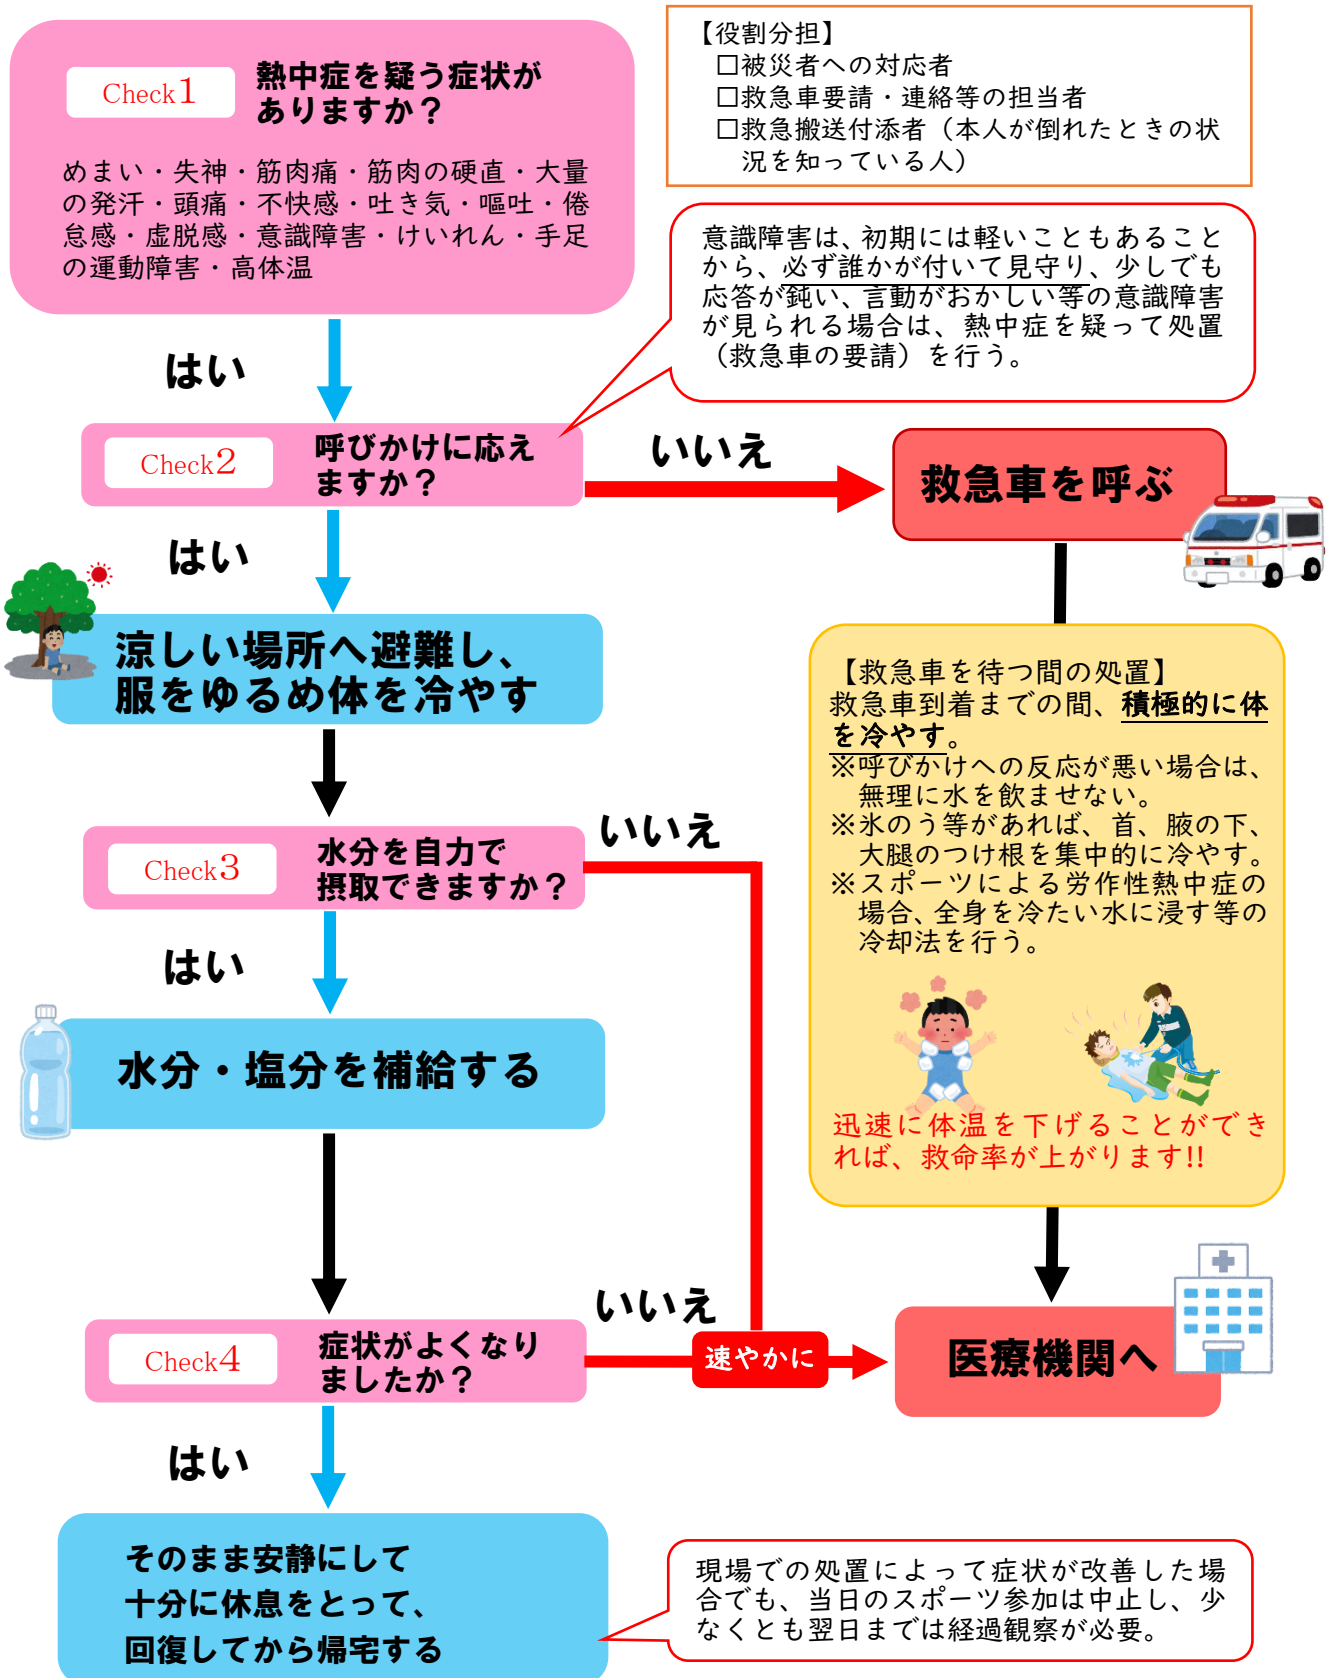 【役割分担】
□被災者への対応者
□救急車要請・連絡等の担当者
□救急搬送付添者（本人が倒れたときの状
況を知っている人）
Check1
熱中症を疑う症状が
ありますか？
めまい・失神・筋肉痛・筋肉の硬直・大量
の発汗・頭痛・不快感・吐き気・嘔吐・倦
怠感・虚脱感・意識障害・けいれん・手足
の運動障害・高体温
意識障害は、初期には軽いこともあること
から、必ず誰かが付いて見守り、少しでも
応答が鈍い、言動がおかしい等の意識障害
が見られる場合は、熱中症を疑って処置
（救急車の要請）を行う。
はい
Check2
呼びかけに応え
ますか？
いいえ
救急車を呼ぶ
はい
涼しい場所へ避難し、
服をゆるめ体を冷やす
【救急車を待つ間の処置】
救急車到着までの間、積極的に体
を冷やす。
※呼びかけへの反応が悪い場合は、
無理に水を飲ませない。
※氷のう等があれば、首、腋の下、
大腿のつけ根を集中的に冷やす。
※スポーツによる労作性熱中症の
場合、全身を冷たい水に浸す等の
冷却法を行う。
迅速に体温を下げることができ
れば、救命率が上がります!!
Check3
水分を自力で
摂取できますか？
いいえ
はい
水分・塩分を補給する
Check4
症状がよくなり
ましたか？
いいえ
速やかに
医療機関へ
はい
そのまま安静にして
十分に休息をとって、
回復してから帰宅する
現場での処置によって症状が改善した場
合でも、当日のスポーツ参加は中止し、少
なくとも翌日までは経過観察が必要。